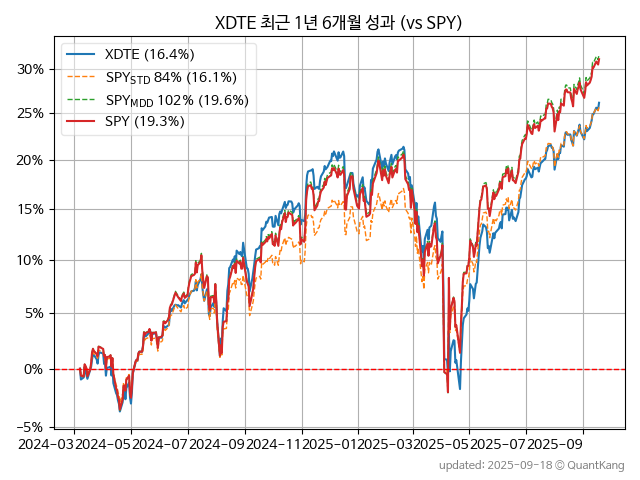 XDTE 최근 1년 6개월 성과 (vs SPY)
XDTE (16.4%)
SPY_STD 84% (16.1%)
SPY_MDD 102% (19.6%)
SPY (19.3%)
30%
25%
20%
15%
10%
5%
0%
−5%
2024-03 2024-05 2024-07 2024-09 2024-11 2025-01 2025-03 2025-05 2025-07 2025-09
updated: 2025-09-18 © QuantKang